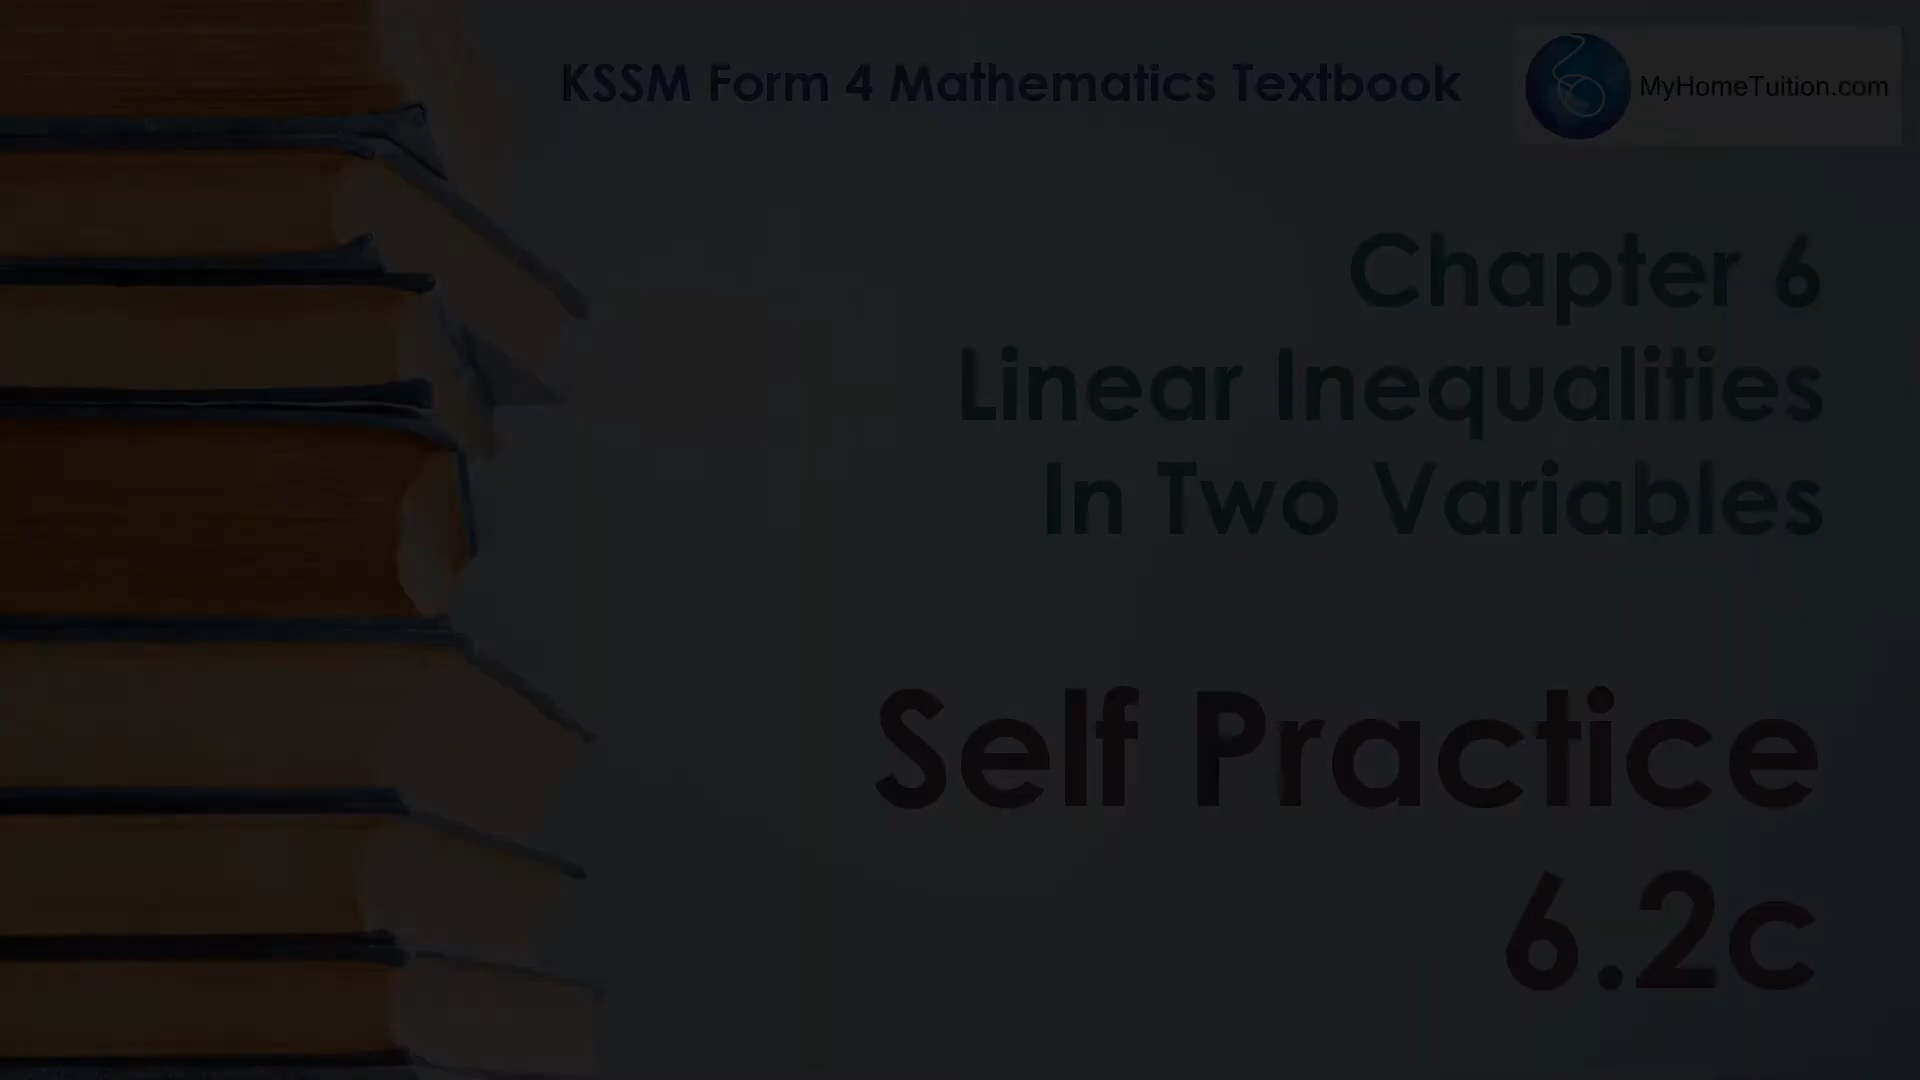 KSSM Form 4 Mathematics Textbook
MyHomeTuition.com
Chapter 6
Linear Inequalities
In Two Variables
Self Practice
6.2c